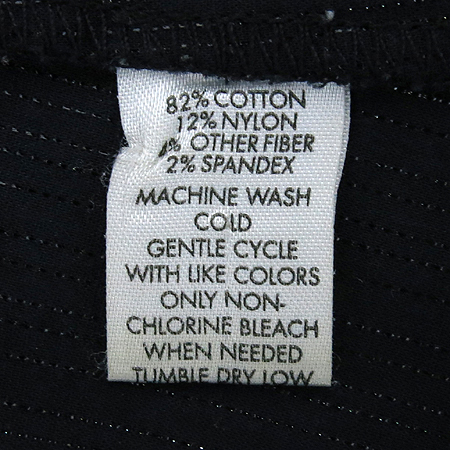 82% COTTON
12% NYLON
4% OTHER FIBER
2% SPANDEX
MACHINE WASH
COLD
GENTLE CYCLE
WITH LIKE COLORS
ONLY NON-
CHLORINE BLEACH
WHEN NEEDED
TUMBLE DRY LOW